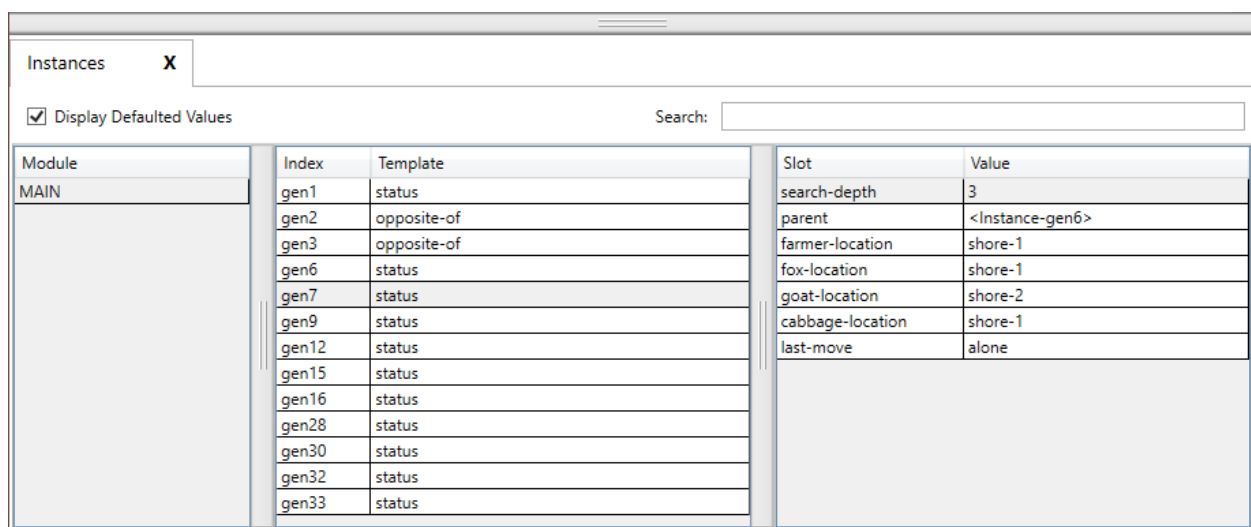 Instances X
Display Defaulted Values Search:
Module Index Template Slot Value
MAIN gen1 status search-depth 3
gen2 opposite-of parent <Instance-gen6>
gen3 opposite-of farmer-location shore-1
gen6 status fox-location shore-1
gen7 status goat-location shore-2
gen9 status cabbage-location shore-1
gen12 status last-move alone
gen15 status
gen16 status
gen28 status
gen30 status
gen32 status
gen33 status